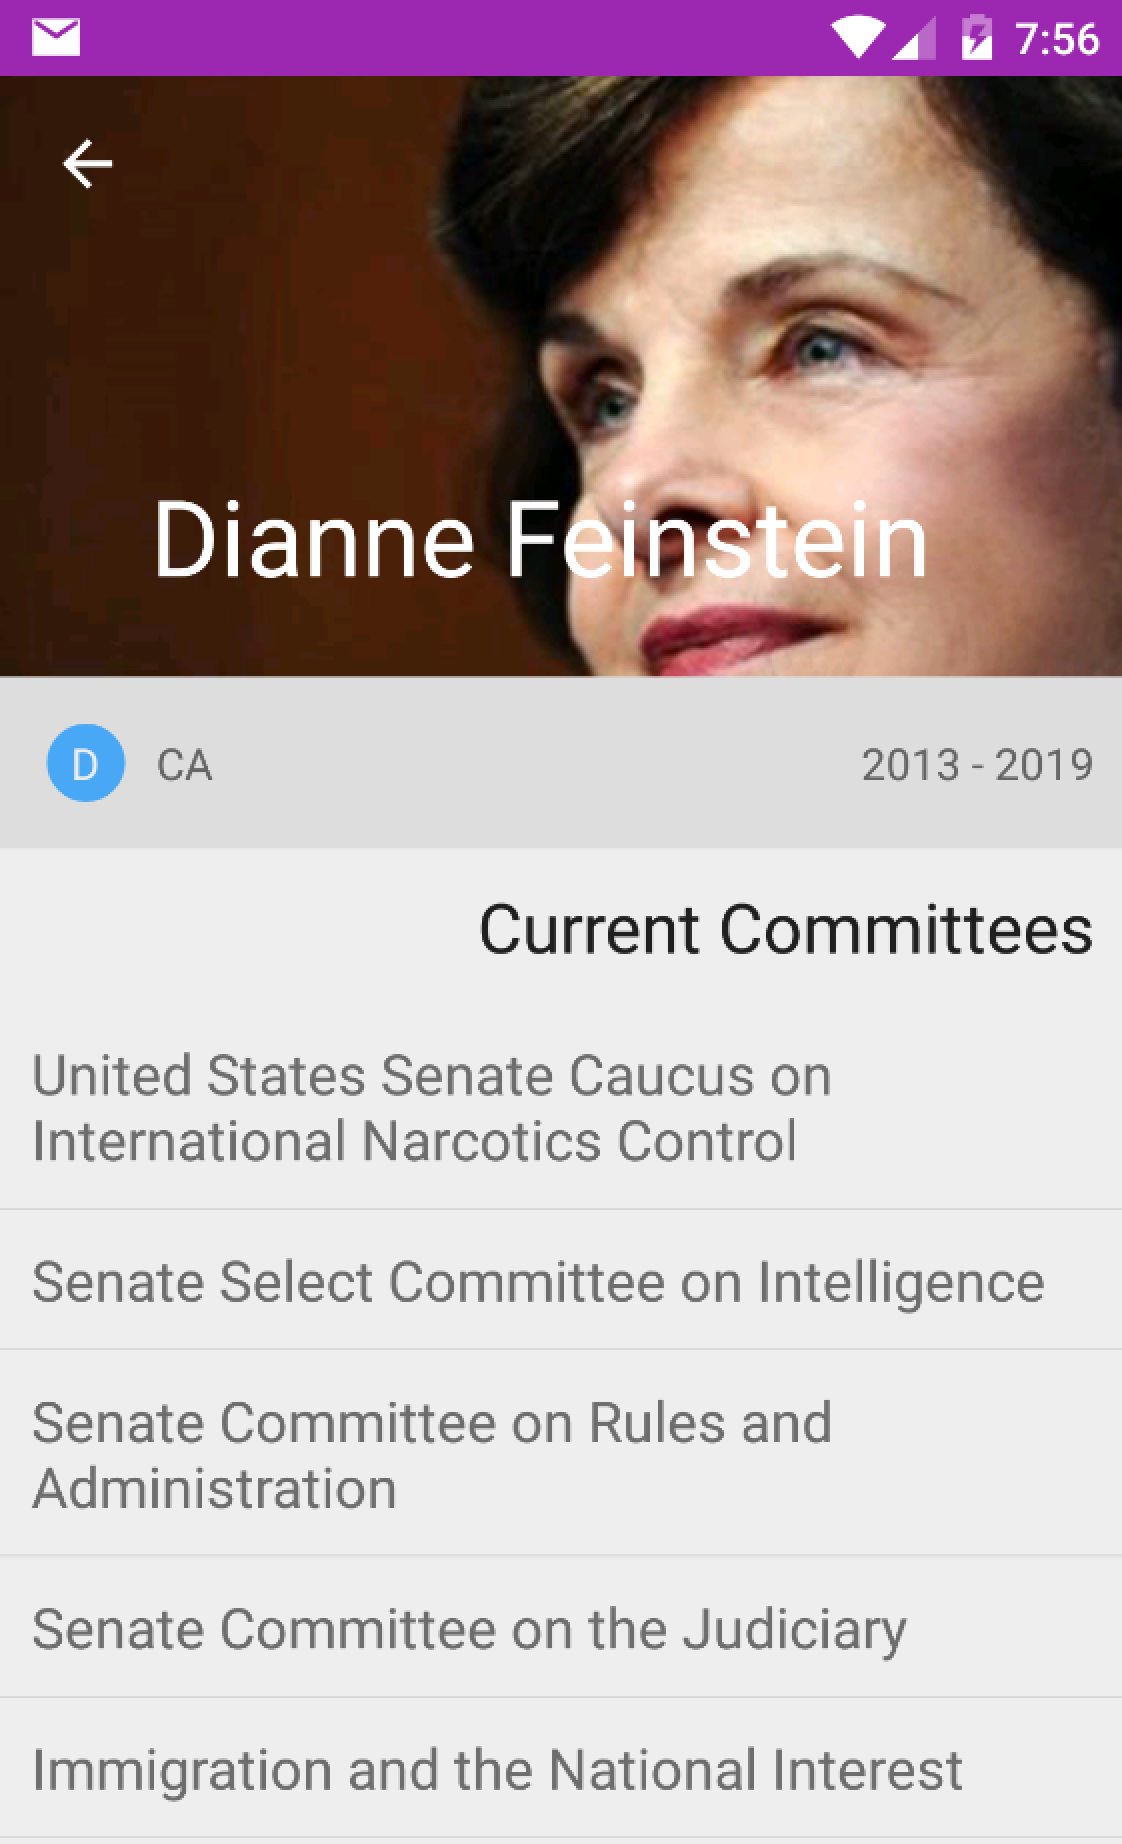 7:56
Dianne Feinstein
D CA 2013 - 2019
Current Committees
United States Senate Caucus on
International Narcotics Control
Senate Select Committee on Intelligence
Senate Committee on Rules and
Administration
Senate Committee on the Judiciary
Immigration and the National Interest